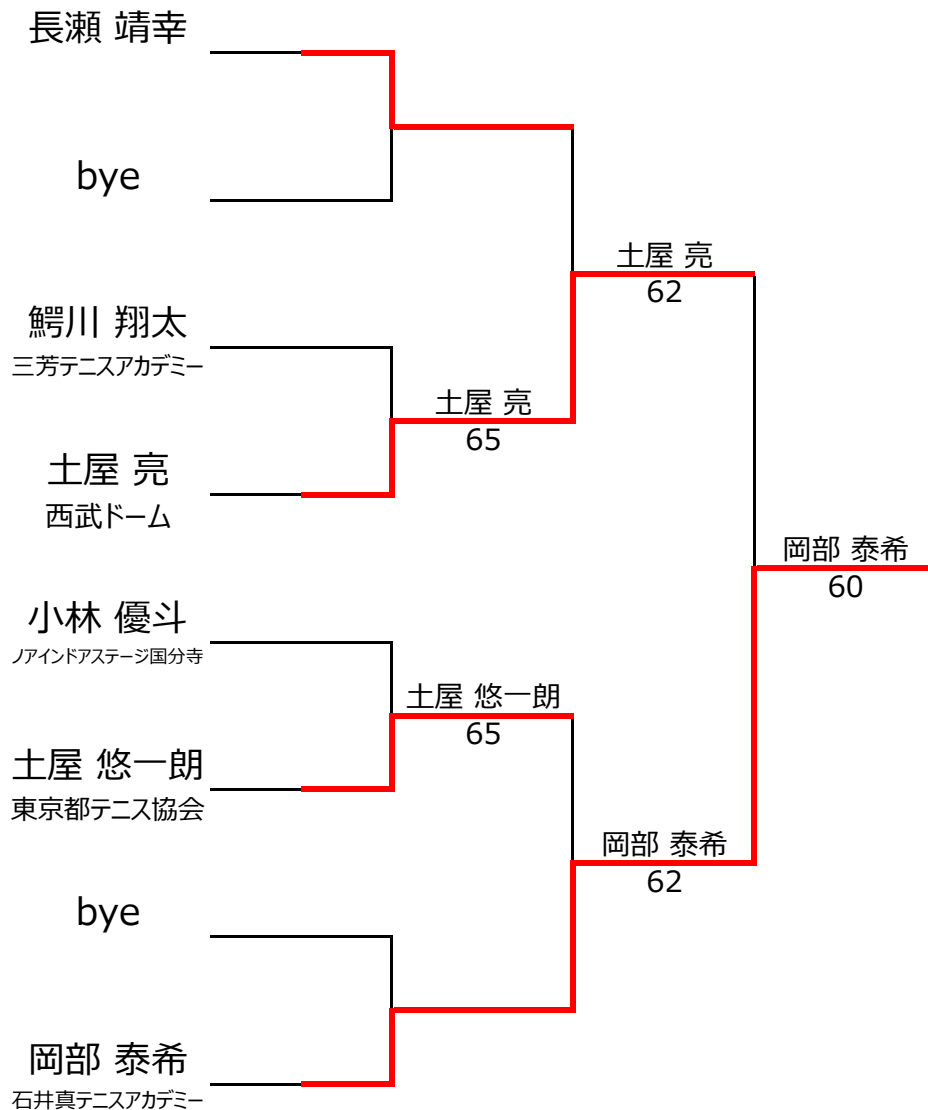 長瀬 靖幸
bye
鰐川 翔太
三芳テニスアカデミー
土屋 亮
西武ドーム
小林 優斗
ノアインドアステージ国分寺
土屋 悠一朗
東京都テニス協会
bye
岡部 泰希
石井真テニスアカデミー
土屋 亮
65
土屋 悠一朗
65
土屋 亮
62
岡部 泰希
62
岡部 泰希
60